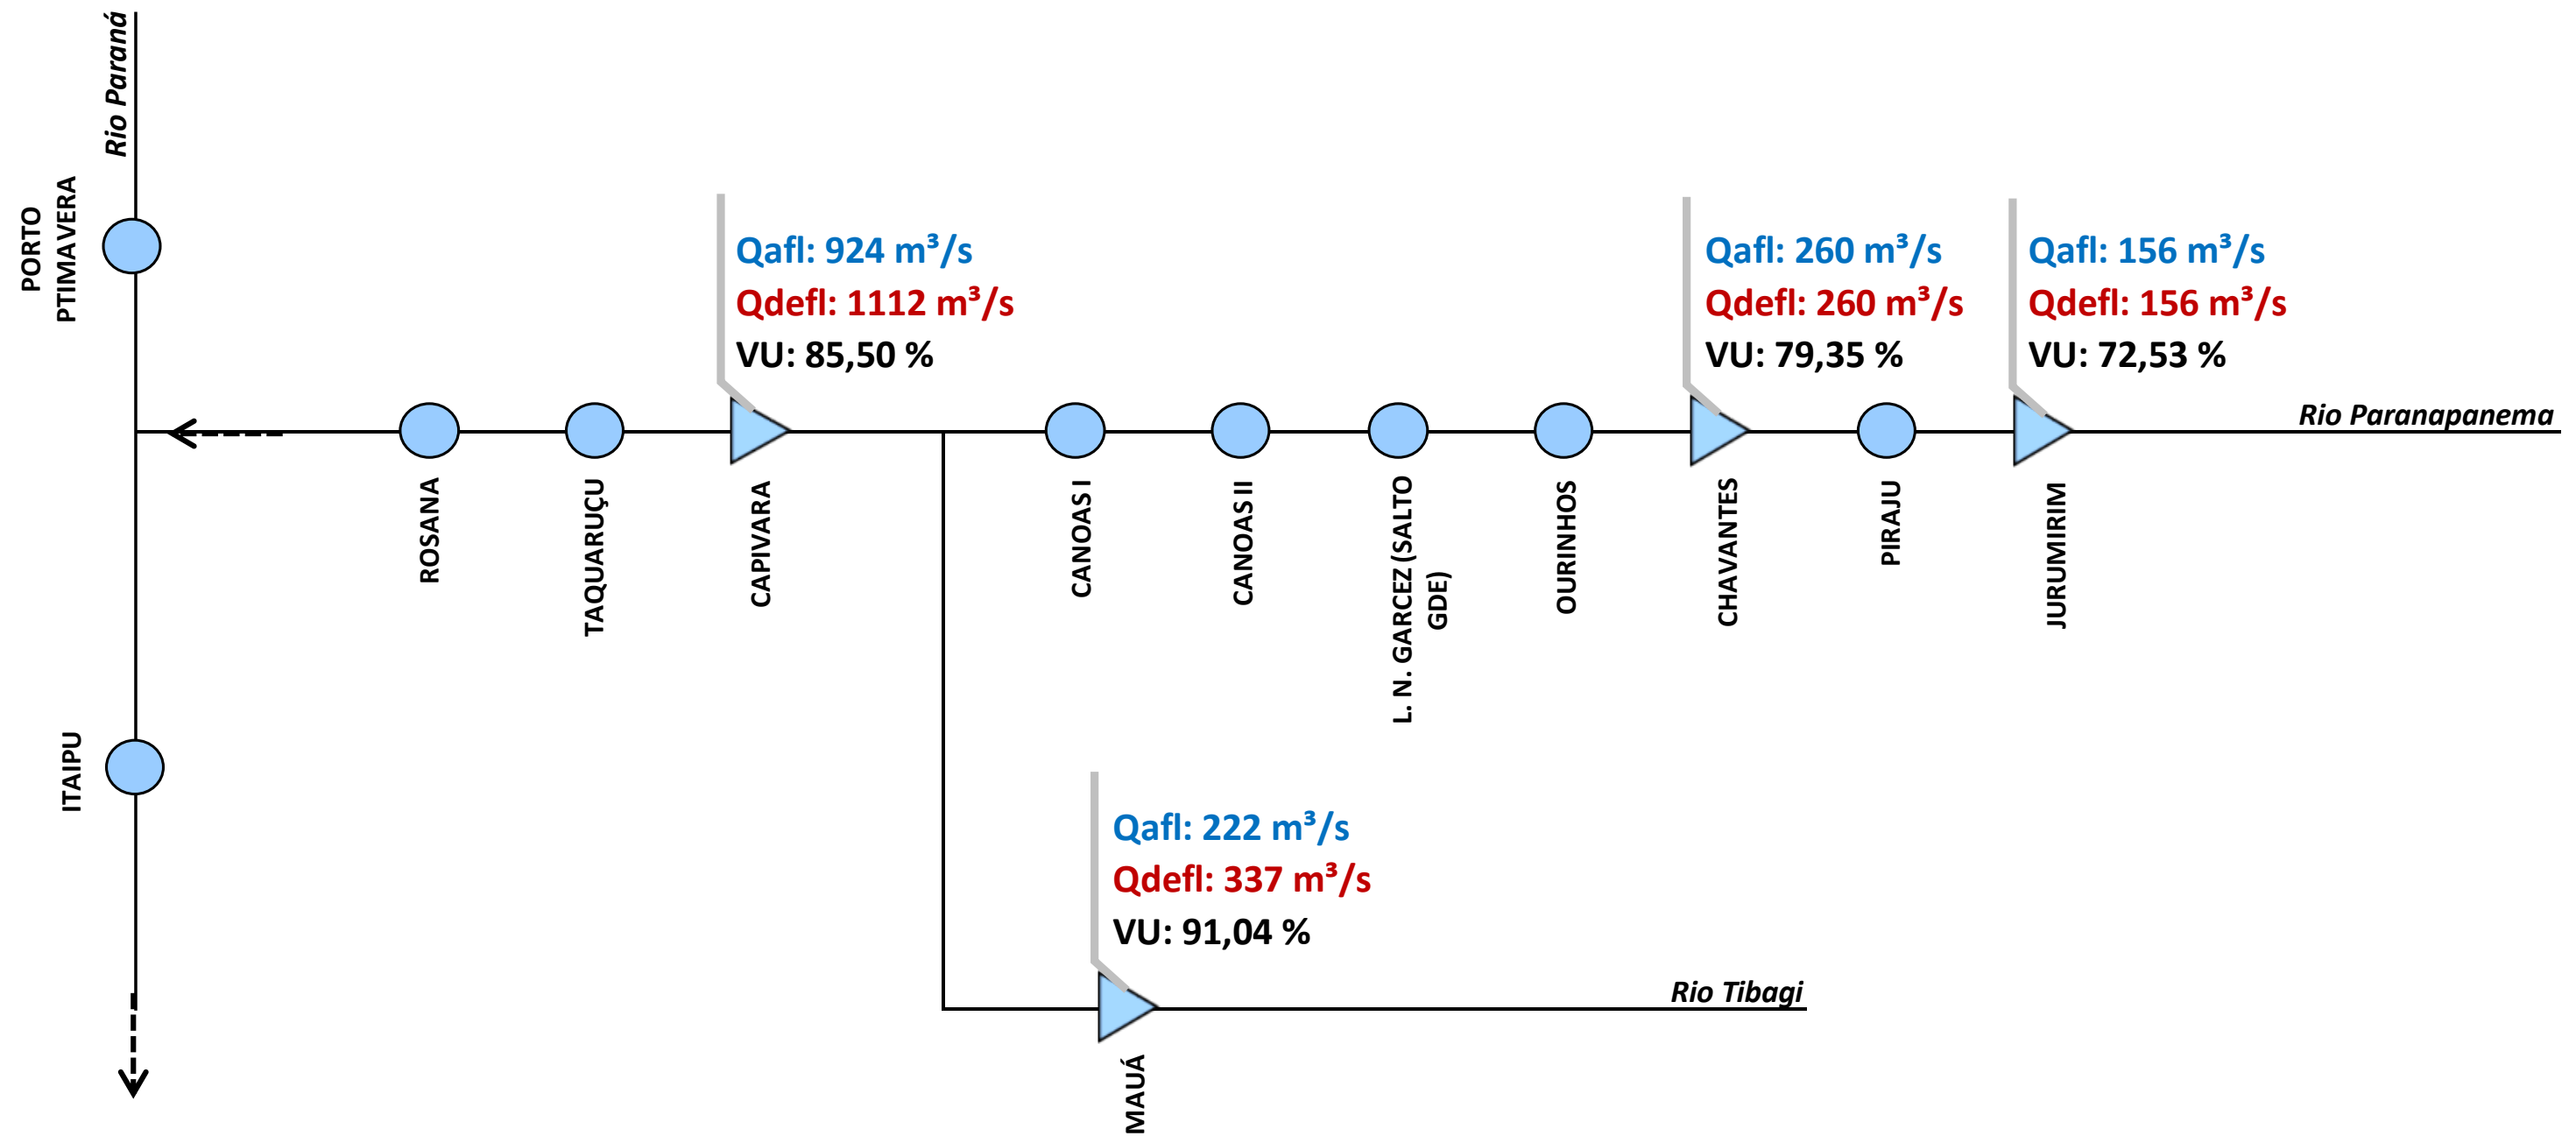 Rio Paraná
PORTO
PTIMAVERA
Qafl: 924 m³/s
Qdefl: 1112 m³/s
VU: 85,50 %
Qafl: 260 m³/s
Qdefl: 260 m³/s
VU: 79,35 %
Qafl: 156 m³/s
Qdefl: 156 m³/s
VU: 72,53 %
Rio Paranapanema
ROSANA
TAQUARUÇU
CAPIVARA
CANOAS I
CANOAS II
L. N. GARCEZ (SALTO
GDE)
OURINHOS
CHAVANTES
PIRAJU
JURUMIRIM
ITAIPU
Qafl: 222 m³/s
Qdefl: 337 m³/s
VU: 91,04 %
Rio Tibagi
MAUÁ